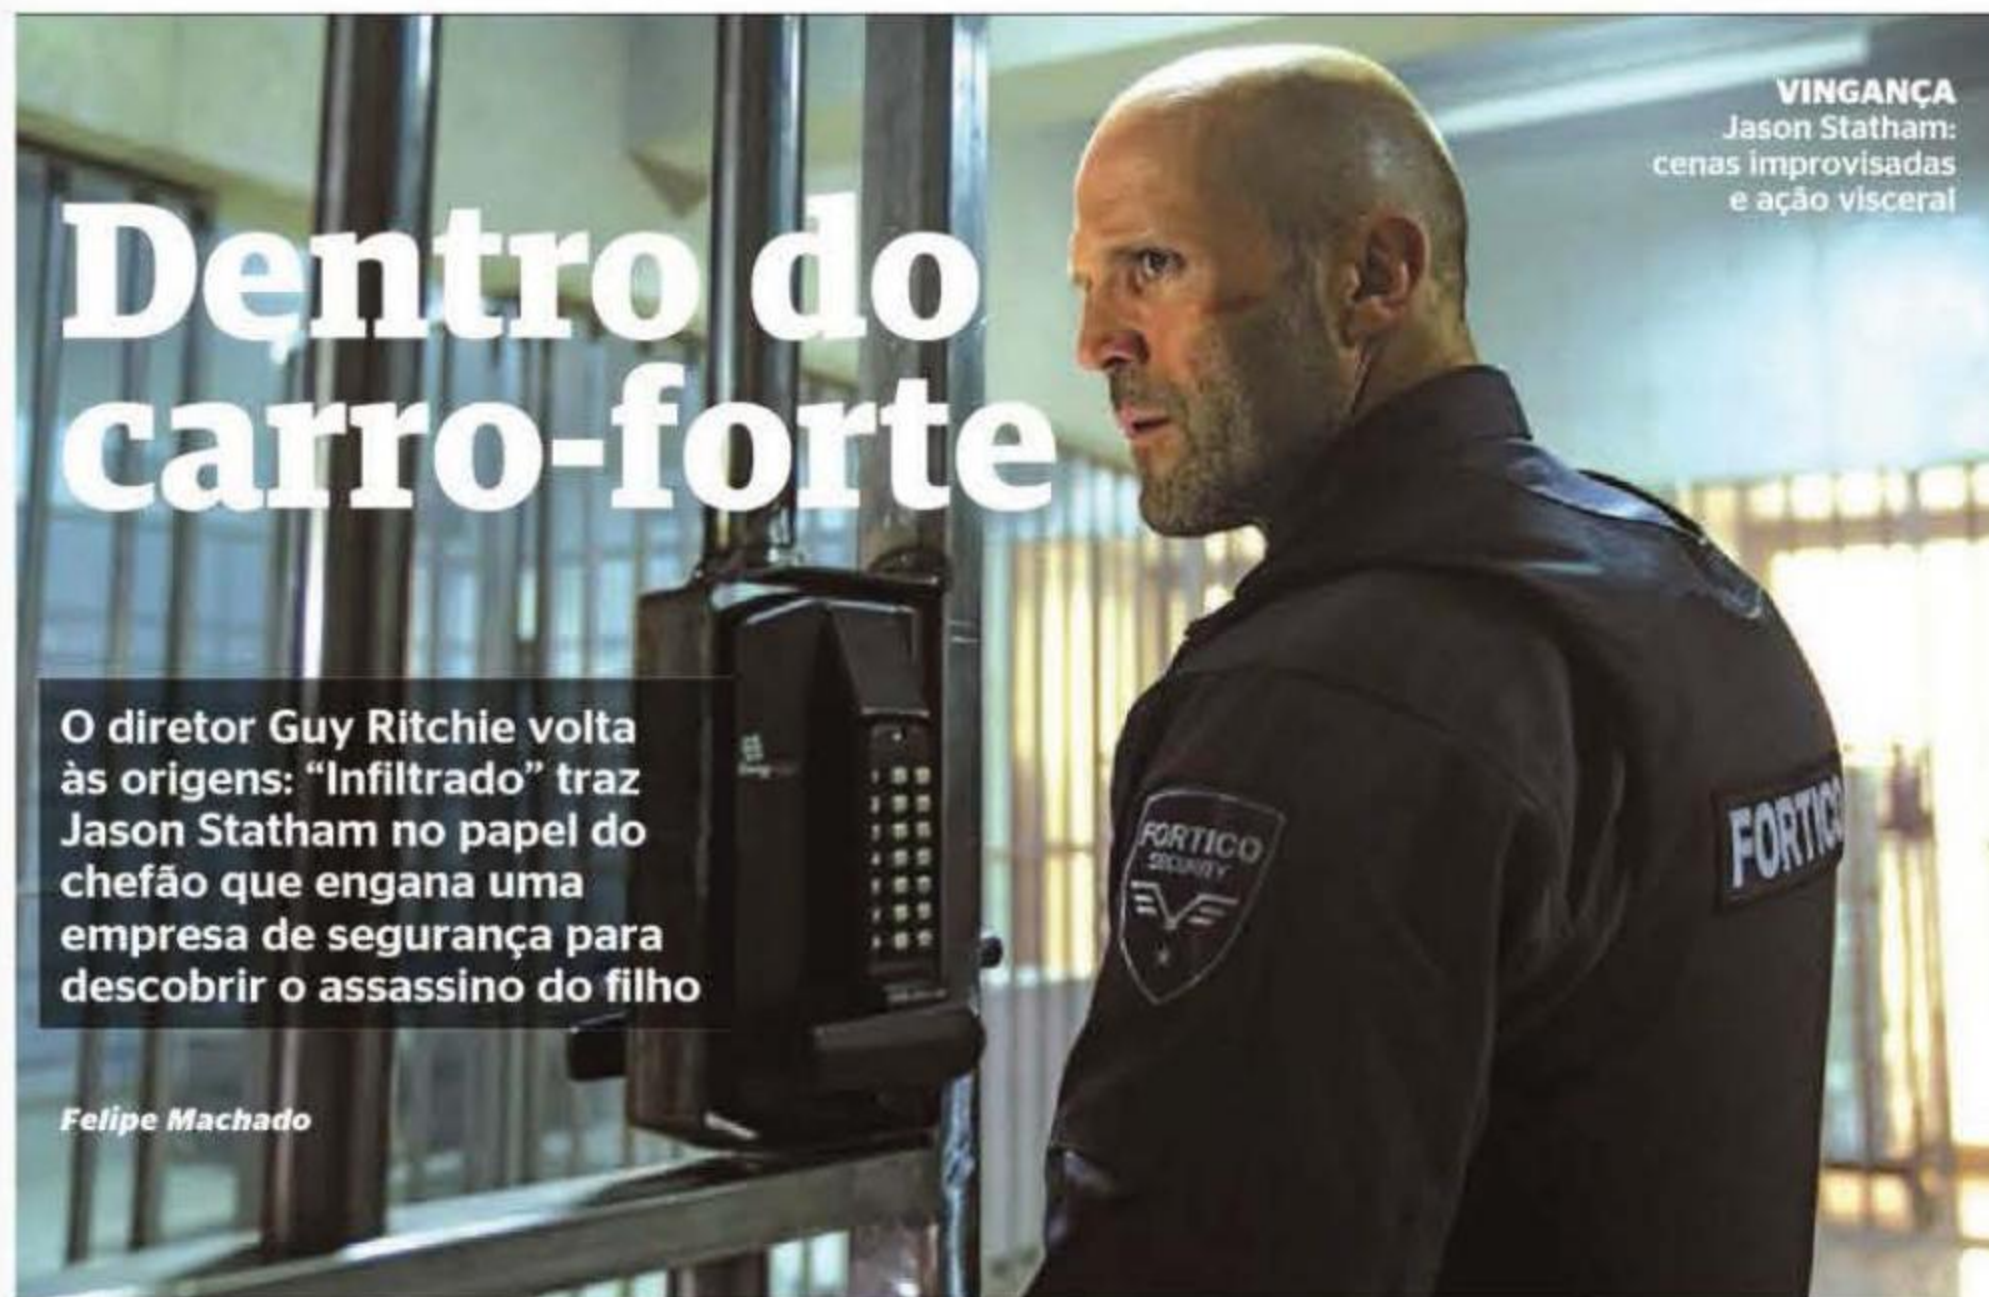 VINGANÇA
Jason Statham:
cenas improvisadas
e ação visceral
Dentro do
carro-forte
O diretor Guy Ritchie volta
às origens: “Infiltrado” traz
Jason Statham no papel do
chefão que engana uma
empresa de segurança para
descobrir o assassino do filho
Felipe Machado
FORTICO
SECURITY
FORTICO